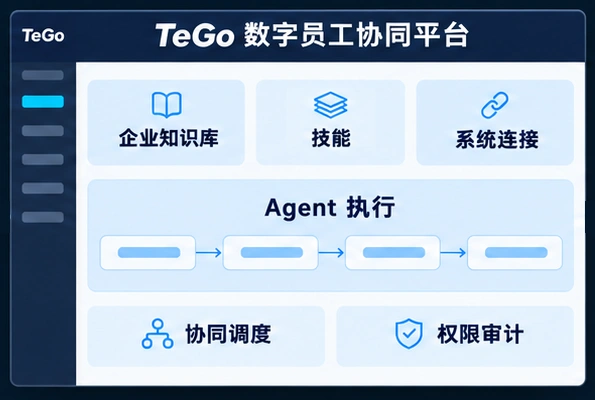 TeGo
TeGo 数字员工协同平台
企业知识库
技能
系统连接
Agent 执行
协同调度
权限审计